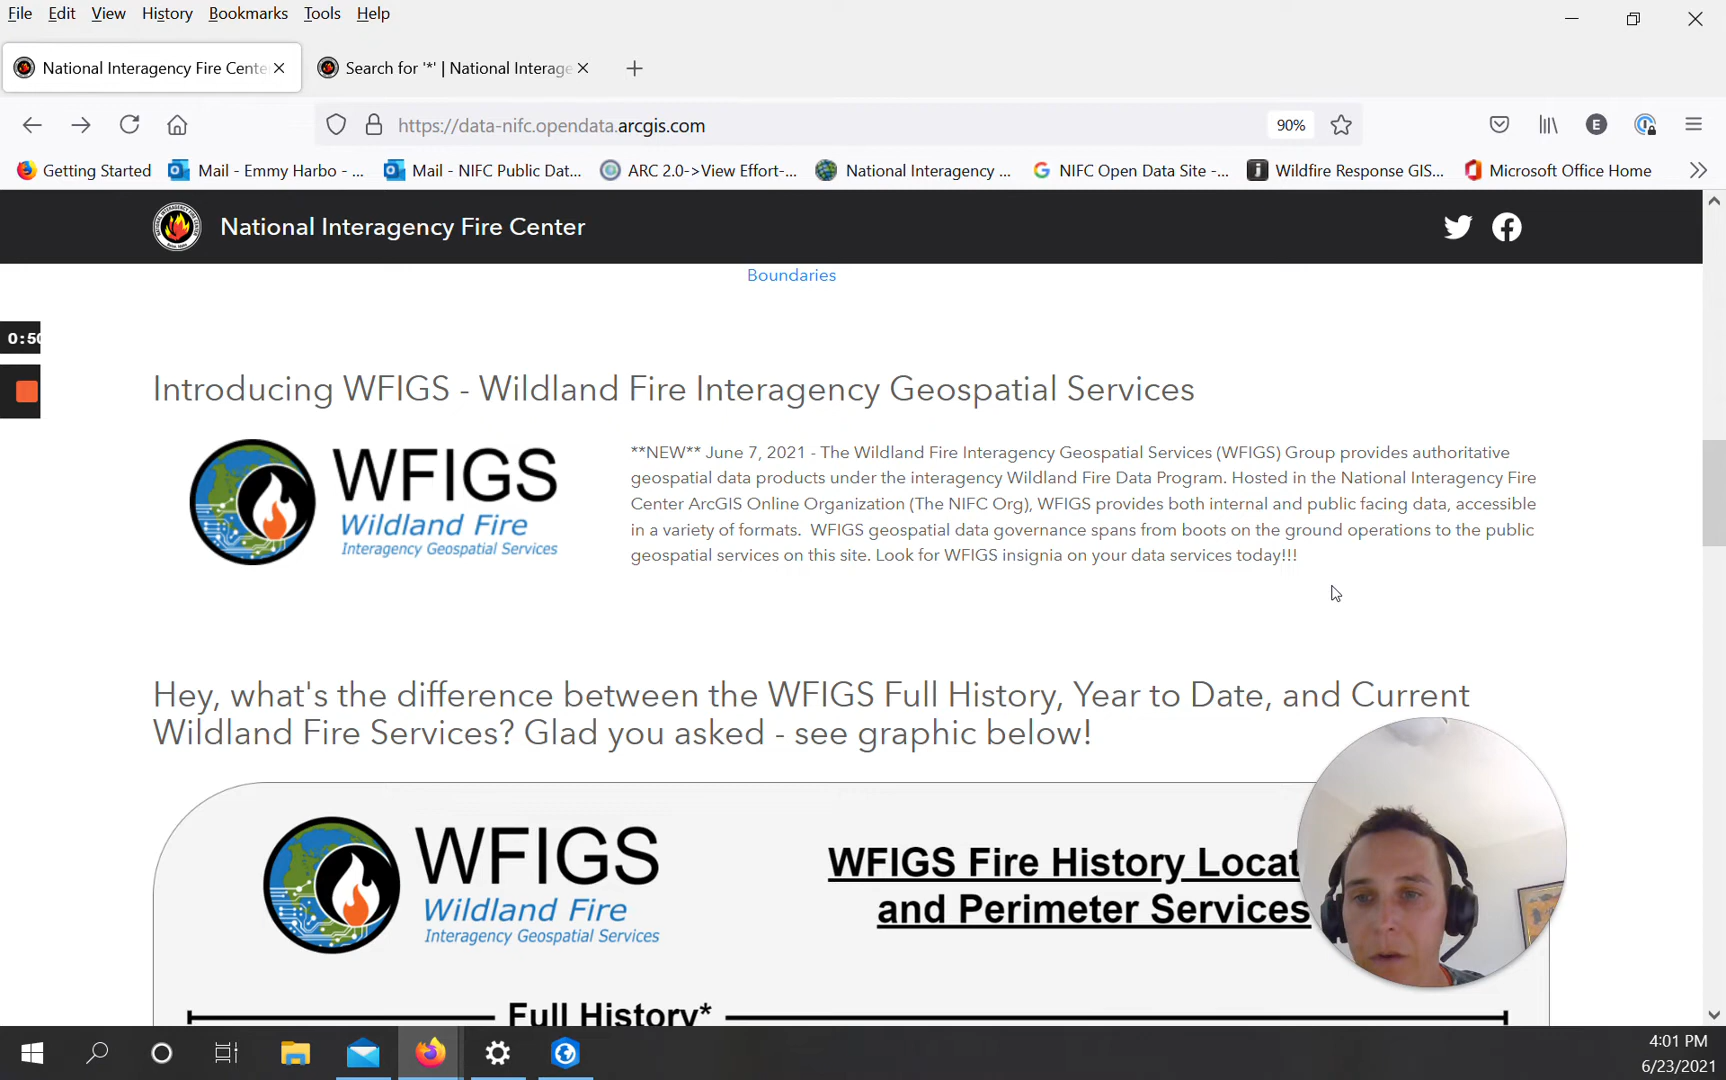 File Edit View History Bookmarks Tools Help
National Interagency Fire Cente
Search for '*' | National Interage
https://data-nifc.opendata.arcgis.com
90%
E
Getting Started
Mail - Emmy Harbo - ...
Mail - NIFC Public Dat...
ARC 2.0->View Effort-...
National Interagency ...
NIFC Open Data Site -...
Wildfire Response GIS...
Microsoft Office Home
National Interagency Fire Center
Boundaries
0:50
Introducing WFIGS - Wildland Fire Interagency Geospatial Services
WFIGS
Wildland Fire
Interagency Geospatial Services
**NEW** June 7, 2021 - The Wildland Fire Interagency Geospatial Services (WFIGS) Group provides authoritative
geospatial data products under the interagency Wildland Fire Data Program. Hosted in the National Interagency Fire
Center ArcGIS Online Organization (The NIFC Org), WFIGS provides both internal and public facing data, accessible
in a variety of formats. WFIGS geospatial data governance spans from boots on the ground operations to the public
geospatial services on this site. Look for WFIGS insignia on your data services today!!!
Hey, what's the difference between the WFIGS Full History, Year to Date, and Current
Wildland Fire Services? Glad you asked - see graphic below!
WFIGS
Wildland Fire
Interagency Geospatial Services
WFIGS Fire History Locat
and Perimeter Services
Full History*
4:01 PM
6/23/2021